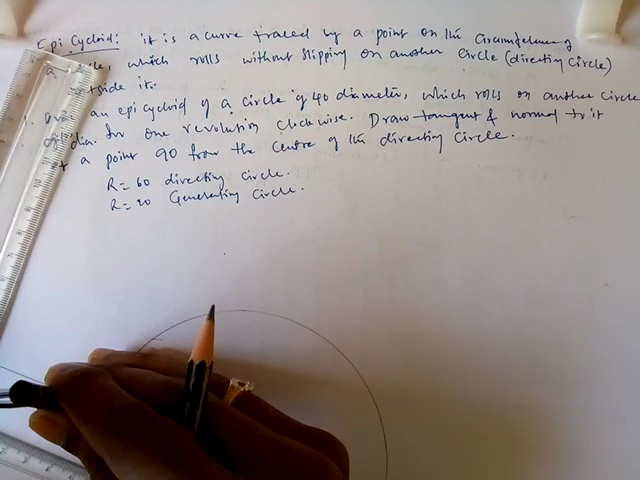 Epi Cycloid: it is a curve traced by a point on the Circumference of
a which rolls without slipping on another Circle (directing Circle)
outside it.
an epicycloid of a circle of 40 diameter, which rolls on another circle
dia. for one revolution clockwise. Draw tangent & normal to it
at a point 90 from the centre of the directing Circle.
R=60 directing circle.
R=20 Generating Circle.